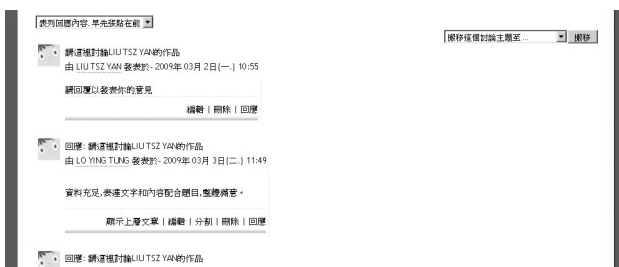 表列回應內容, 早先張貼在前
搬移這個討論主題至 ... 搬移
請這裡討論LIU TSZ YAN的作品
由 LIU TSZ YAN 發表於 - 2009年 03月 2日(一.) 10:55
請回覆以發表你的意見
編輯 | 刪除 | 回應
回應: 請這裡討論LIU TSZ YAN的作品
由 LO YING TUNG 發表於 - 2009年 03月 3日(二.) 11:49
資料充足,表達文字和內容配合題目,整體滿意。
顯示上層文章 | 編輯 | 分割 | 刪除 | 回應
回應: 請這裡討論LIU TSZ YAN的作品